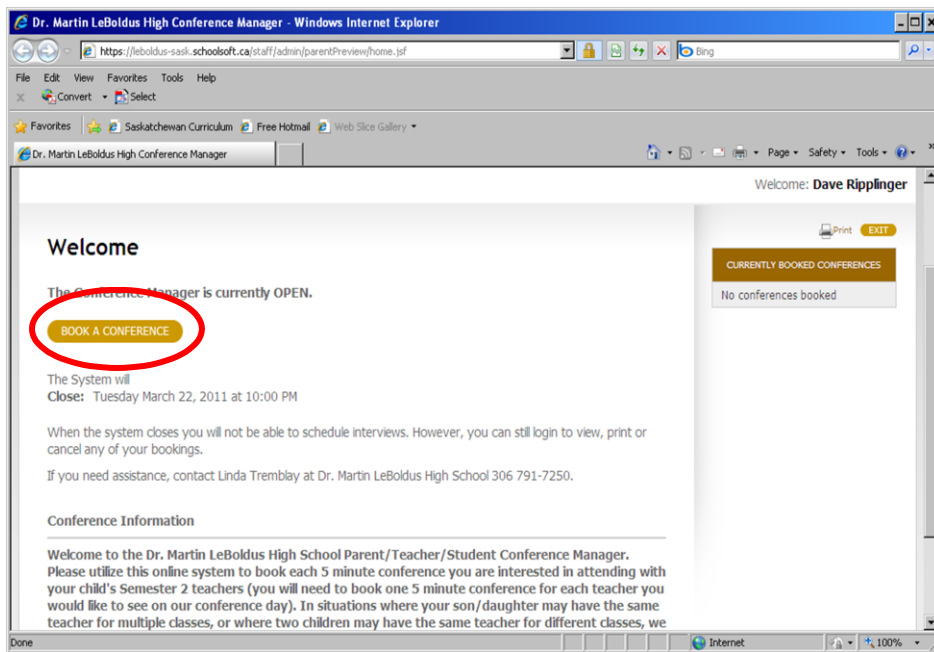 Dr. Martin LeBoldus High Conference Manager - Windows Internet Explorer
https://leboldus-sask.schoolsoft.ca/staff/admin/parentPreview/home.jsf
Bing
File Edit View Favorites Tools Help
x Convert Select
Favorites Saskatchewan Curriculum Free Hotmail Web Slice Gallery
Dr. Martin LeBoldus High Conference Manager
Page Safety Tools
Welcome: Dave Ripplinger
Print EXIT
Welcome
CURRENTLY BOOKED CONFERENCES
The Conference Manager is currently OPEN.
No conferences booked
BOOK A CONFERENCE
The System will
Close: Tuesday March 22, 2011 at 10:00 PM
When the system closes you will not be able to schedule interviews. However, you can still login to view, print or
cancel any of your bookings.
If you need assistance, contact Linda Tremblay at Dr. Martin LeBoldus High School 306 791-7250.
Conference Information
Welcome to the Dr. Martin LeBoldus High School Parent/Teacher/Student Conference Manager.
Please utilize this online system to book each 5 minute conference you are interested in attending with
your child's Semester 2 teachers (you will need to book one 5 minute conference for each teacher you
would like to see on our conference day). In situations where your son/daughter may have the same
teacher for multiple classes, or where two children may have the same teacher for different classes, we
Done Internet 100%